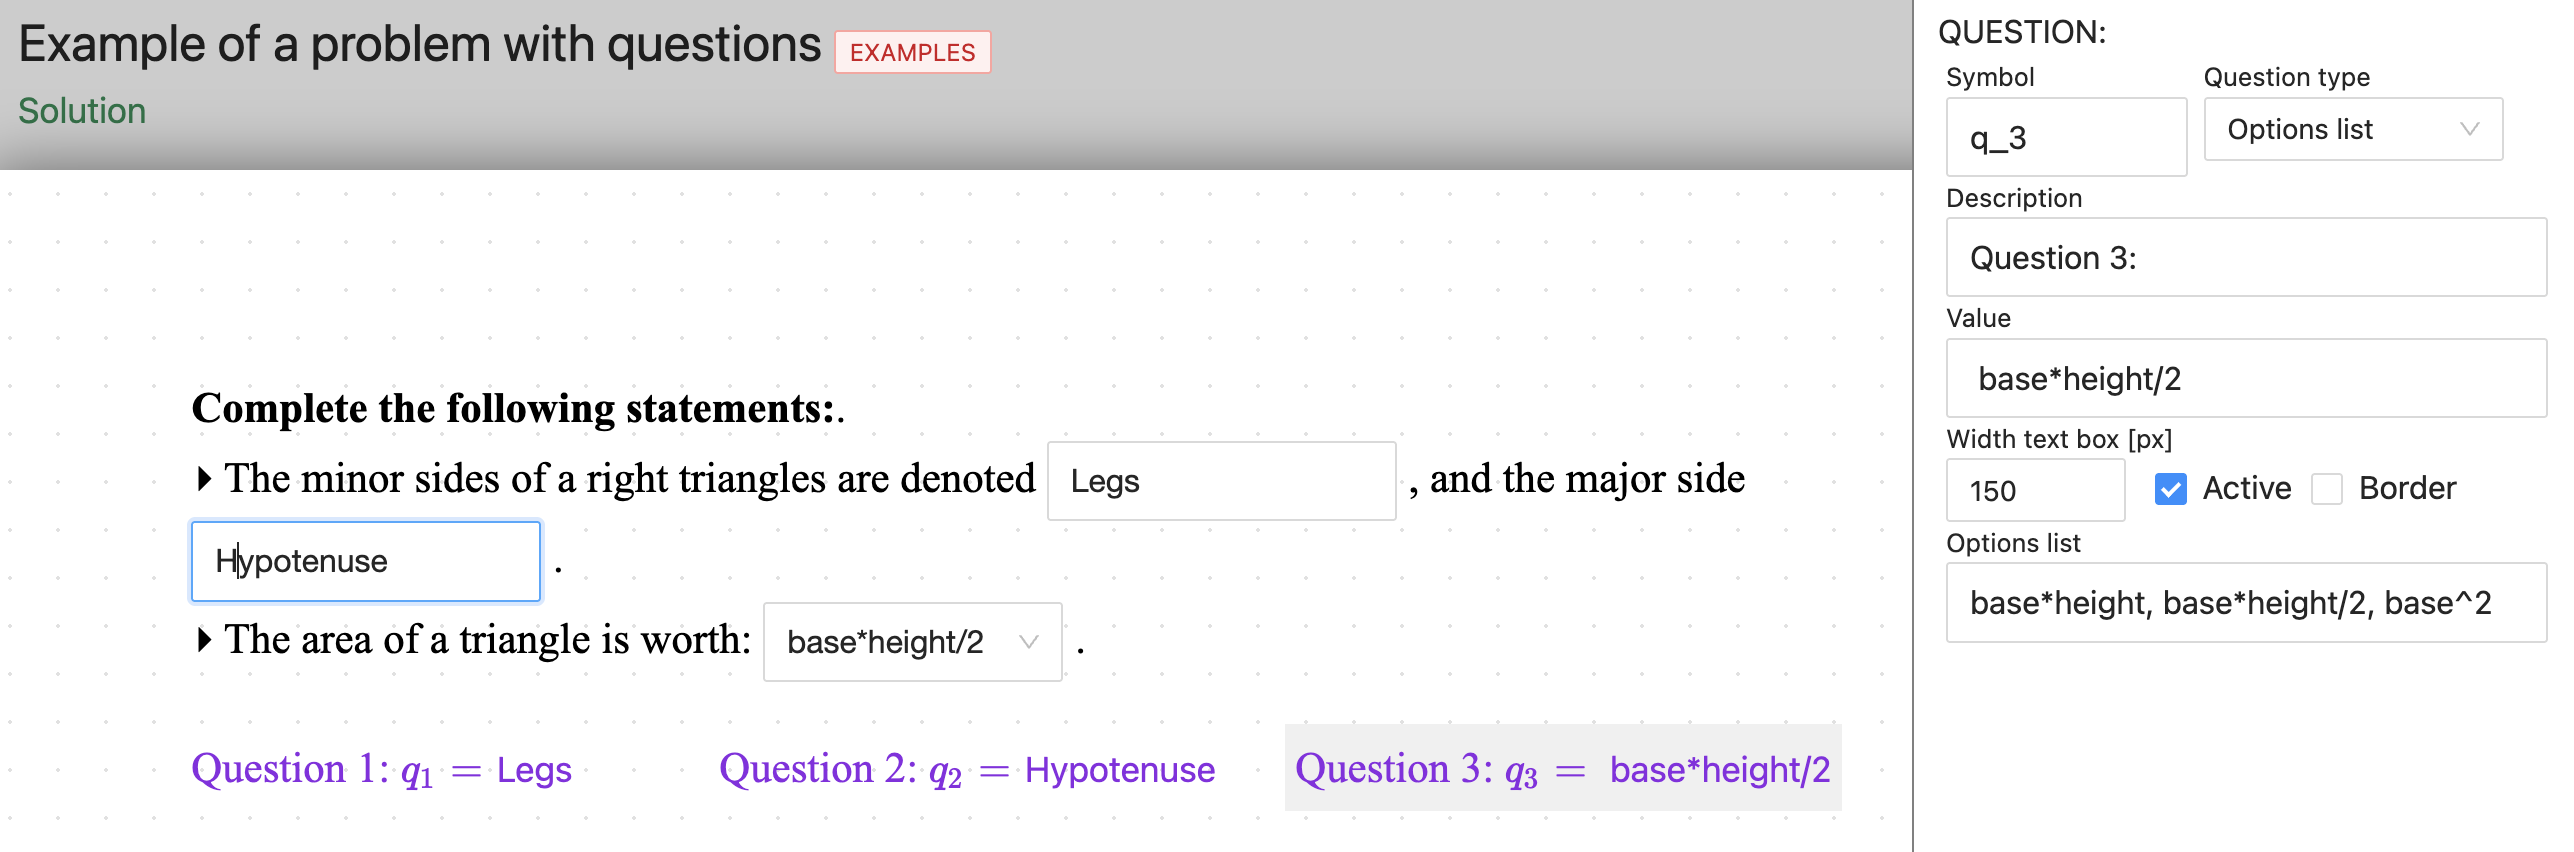 Example of a problem with questions EXAMPLES
Solution
Complete the following statements:.
The minor sides of a right triangles are denoted Legs , and the major side
Hypotenuse .
The area of a triangle is worth: base*height/2 .
Question 1: q₁ = Legs Question 2: q₂ = Hypotenuse Question 3: q₃ = base*height/2
QUESTION:
Symbol Question type
q_3 Options list
Description
Question 3:
Value
base*height/2
Width text box [px]
150 Active Border
Options list
base*height, base*height/2, base^2